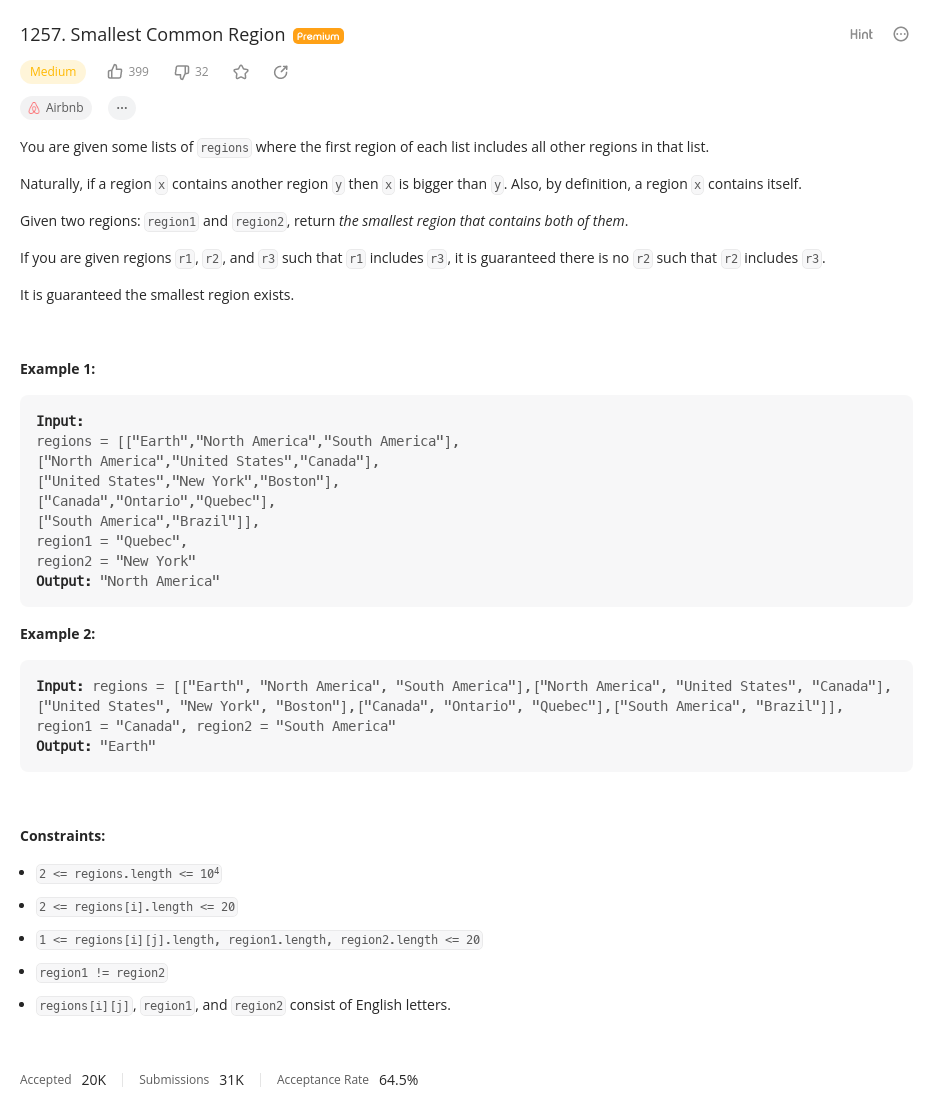 1257. Smallest Common Region Premium Hint
Medium 399 32
Airbnb ...
You are given some lists of regions where the first region of each list includes all other regions in that list.
Naturally, if a region x contains another region y then x is bigger than y. Also, by definition, a region x contains itself.
Given two regions: region1 and region2, return the smallest region that contains both of them.
If you are given regions r1, r2, and r3 such that r1 includes r3, it is guaranteed there is no r2 such that r2 includes r3.
It is guaranteed the smallest region exists.
Example 1:
Input:
regions = [["Earth","North America","South America"],
["North America","United States","Canada"],
["United States","New York","Boston"],
["Canada","Ontario","Quebec"],
["South America","Brazil"]],
region1 = "Quebec",
region2 = "New York"
Output: "North America"
Example 2:
Input: regions = [["Earth", "North America", "South America"],["North America", "United States", "Canada"],
["United States", "New York", "Boston"],["Canada", "Ontario", "Quebec"],["South America", "Brazil"]],
region1 = "Canada", region2 = "South America"
Output: "Earth"
Constraints:
2 <= regions.length <= 10⁴
2 <= regions[i].length <= 20
1 <= regions[i][j].length, region1.length, region2.length <= 20
region1 != region2
regions[i][j], region1, and region2 consist of English letters.
Accepted 20K Submissions 31K Acceptance Rate 64.5%